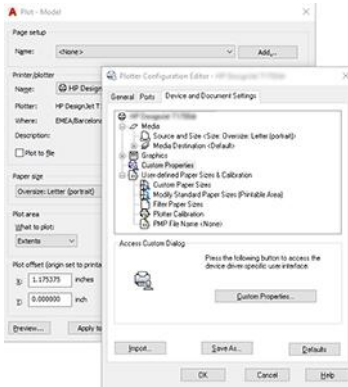 Plot - Model
Page setup
Name: <None> Add,..
Printer/plotter
Name: HP Design
Plotter: HP DesignJet T
Where: EMEA/Barcelon
Description:
Plot to file
Paper size
Oversize: Letter (portrait)
Plot area
What to plot:
Extents
Plot offset (origin set to printa
X: 1.175375 inches
Y: 0.000000 inch
Preview... Apply to
Plotter Configuration Editor -
General Ports Device and Document Settings
Media
Source and Size <Size: Oversize: Letter (portrait)>
Media Destination <Default>
Graphics
Custom Properties
User-defined Paper Sizes & Calibration
Custom Paper Sizes
Modify Standard Paper Sizes (Printable Area)
Filter Paper Sizes
Plotter Calibration
PMP File Name <None>
Access Custom Dialog
Press the following button to access the
device driver specific user interface.
Custom Properties...
Import... Save As... Defaults
OK Cancel Help